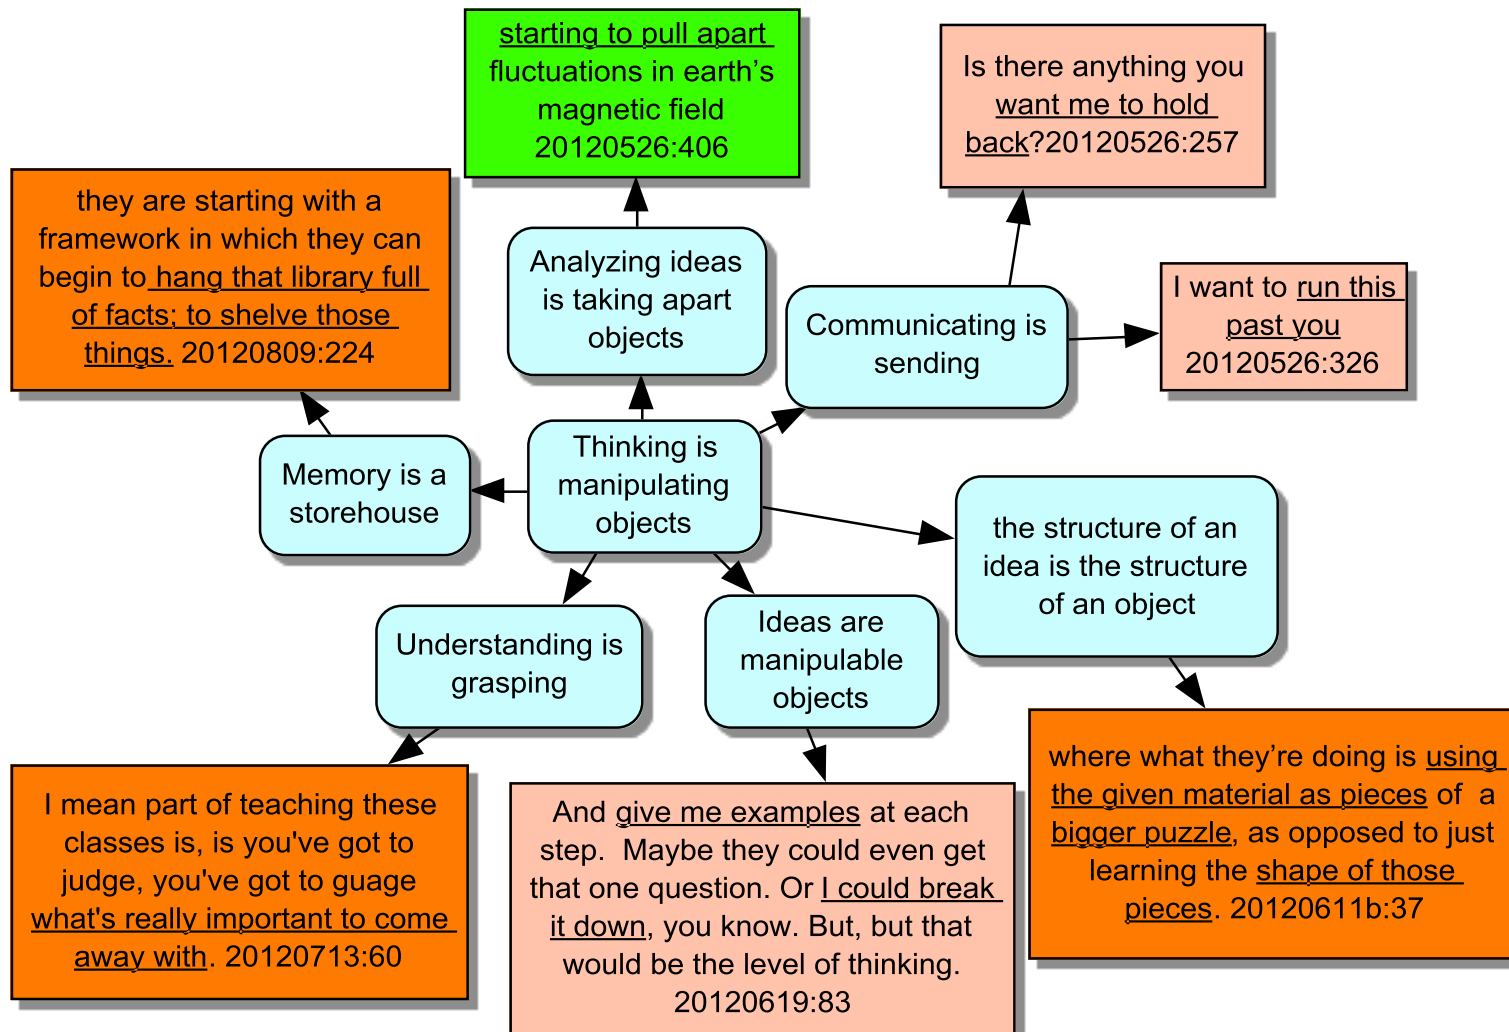 starting to pull apart
fluctuations in earth's
magnetic field
20120526:406
Is there anything you
want me to hold
back?20120526:257
they are starting with a
framework in which they can
begin to hang that library full
of facts; to shelve those
things. 20120809:224
Analyzing ideas
is taking apart
objects
Communicating is
sending
I want to run this
past you
20120526:326
Memory is a
storehouse
Thinking is
manipulating
objects
the structure of an
idea is the structure
of an object
Understanding is
grasping
Ideas are
manipulable
objects
I mean part of teaching these
classes is, is you've got to
judge, you've got to guage
what's really important to come
away with. 20120713:60
And give me examples at each
step.  Maybe they could even get
that one question. Or I could break
it down, you know. But, but that
would be the level of thinking.
20120619:83
where what they're doing is using
the given material as pieces of  a
bigger puzzle, as opposed to just
learning the shape of those
pieces. 20120611b:37